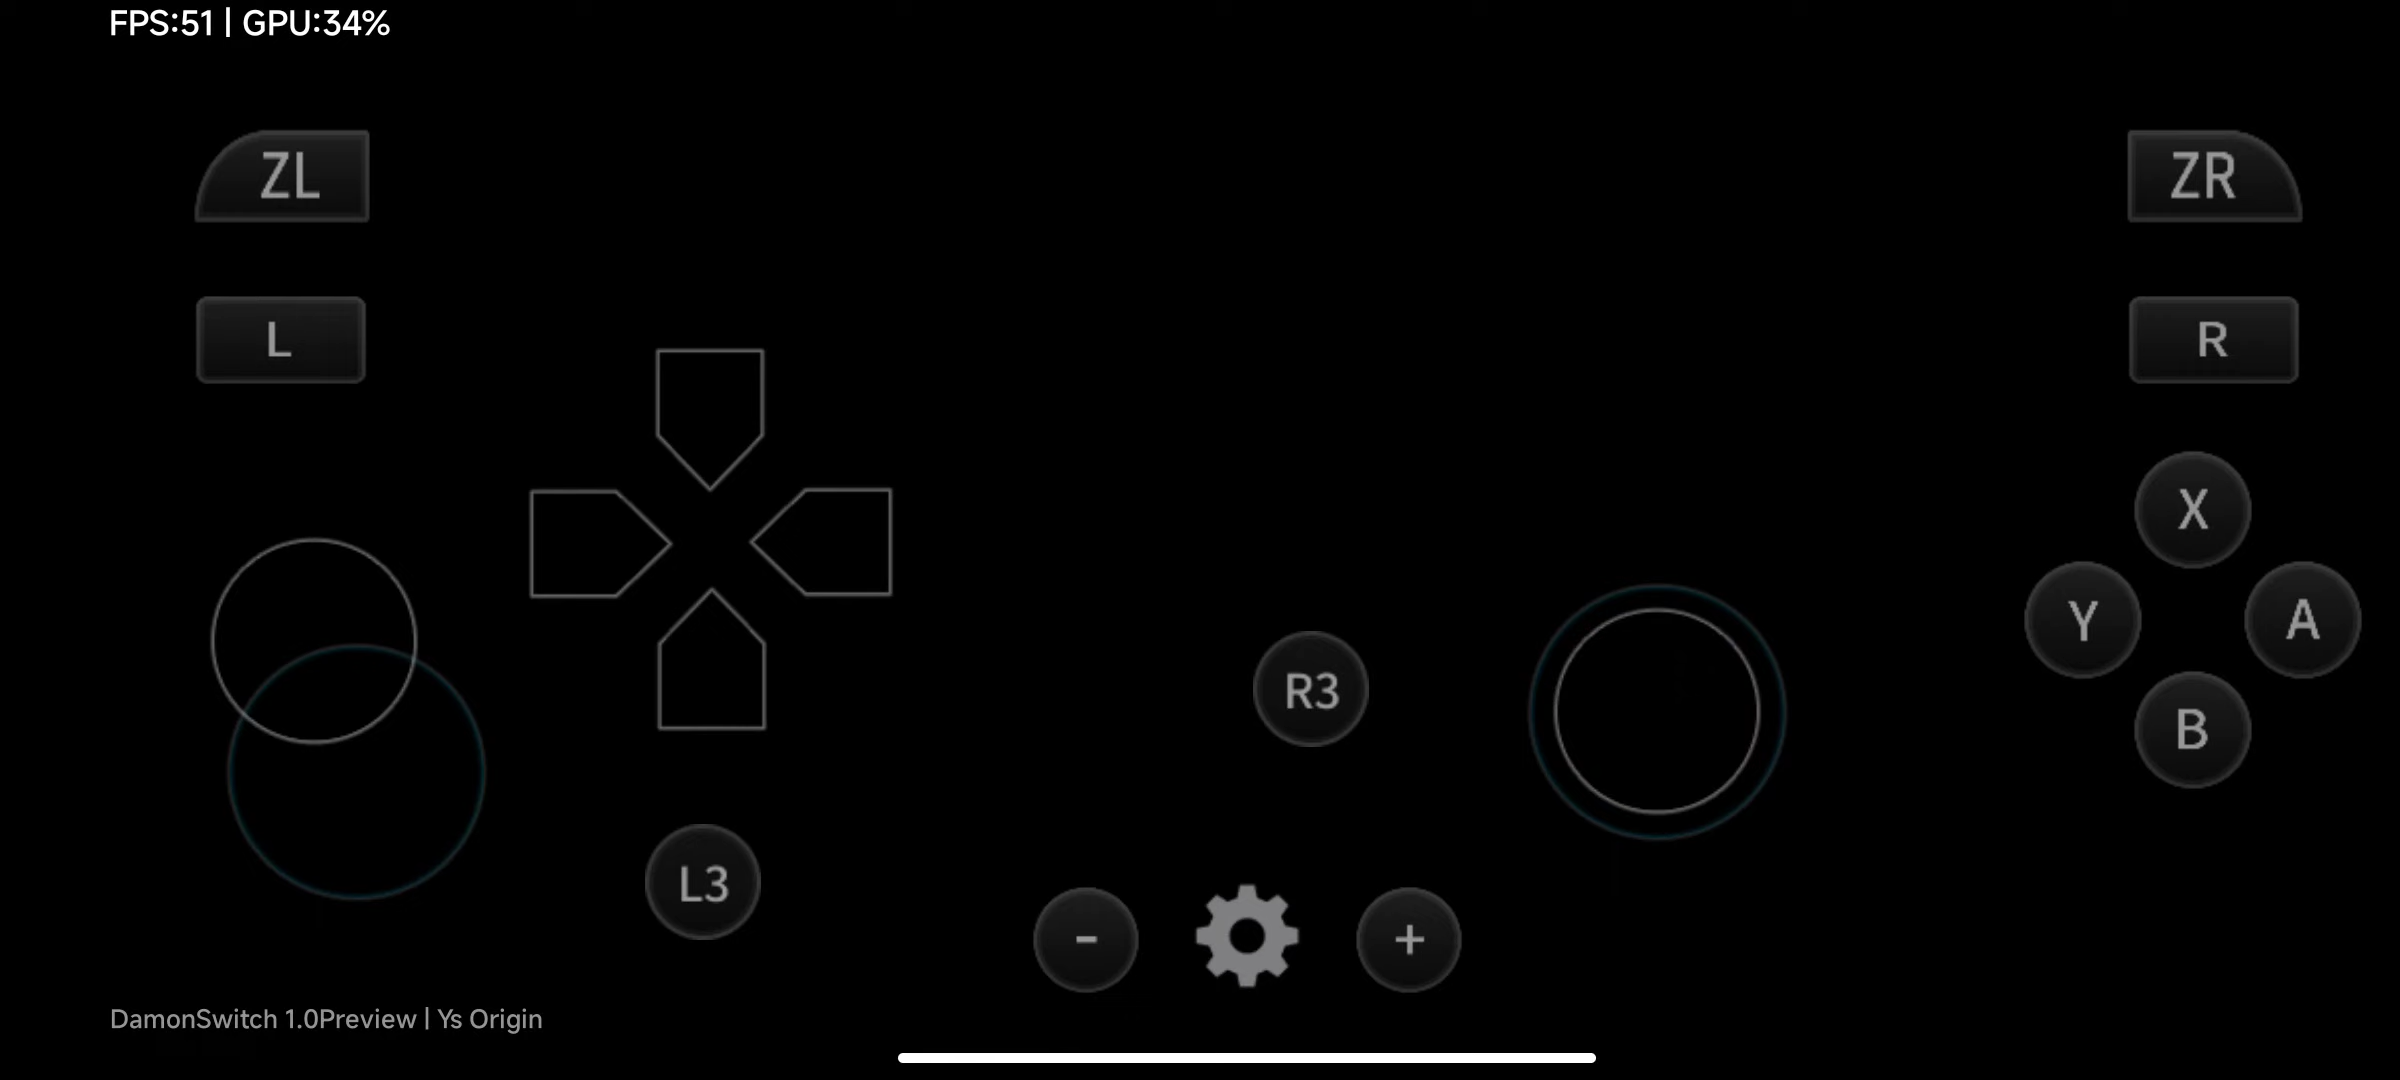 FPS:51 | GPU:34%
ZL
ZR
L
R
X
Y
A
R3
B
L3
-
+
DamonSwitch 1.0Preview | Ys Origin